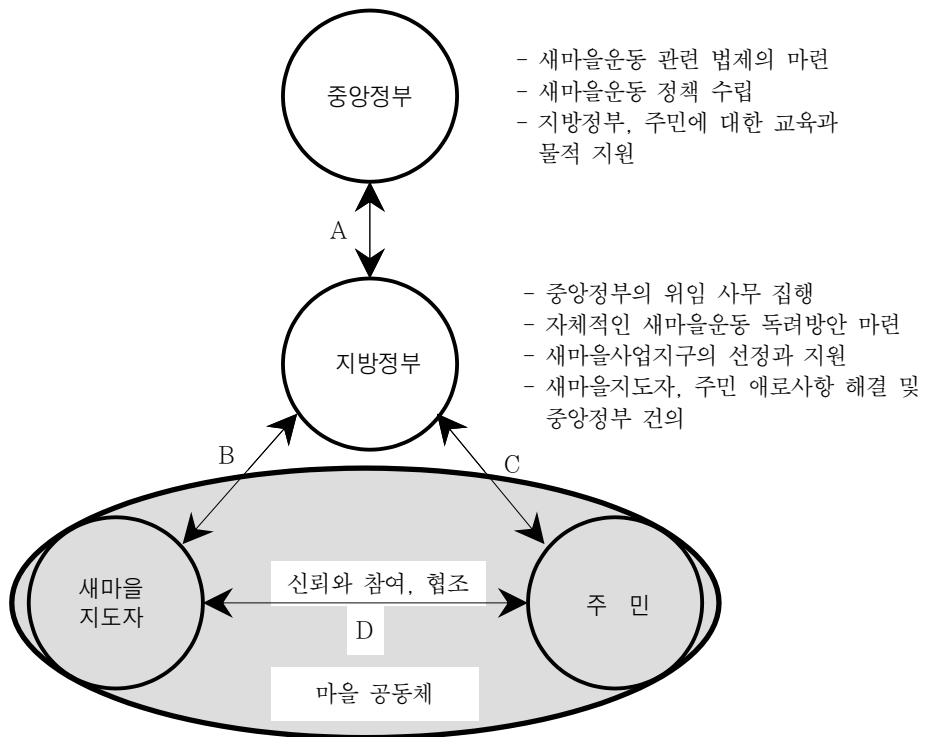 중앙정부
- 새마을운동 관련 법제의 마련
- 새마을운동 정책 수립
- 지방정부, 주민에 대한 교육과
물적 지원
A
지방정부
- 중앙정부의 위임 사무 집행
- 자체적인 새마을운동 독려방안 마련
- 새마을사업지구의 선정과 지원
- 새마을지도자, 주민 애로사항 해결 및
중앙정부 건의
B
C
새마을
지도자
신뢰와 참여, 협조
D
주 민
마을 공동체